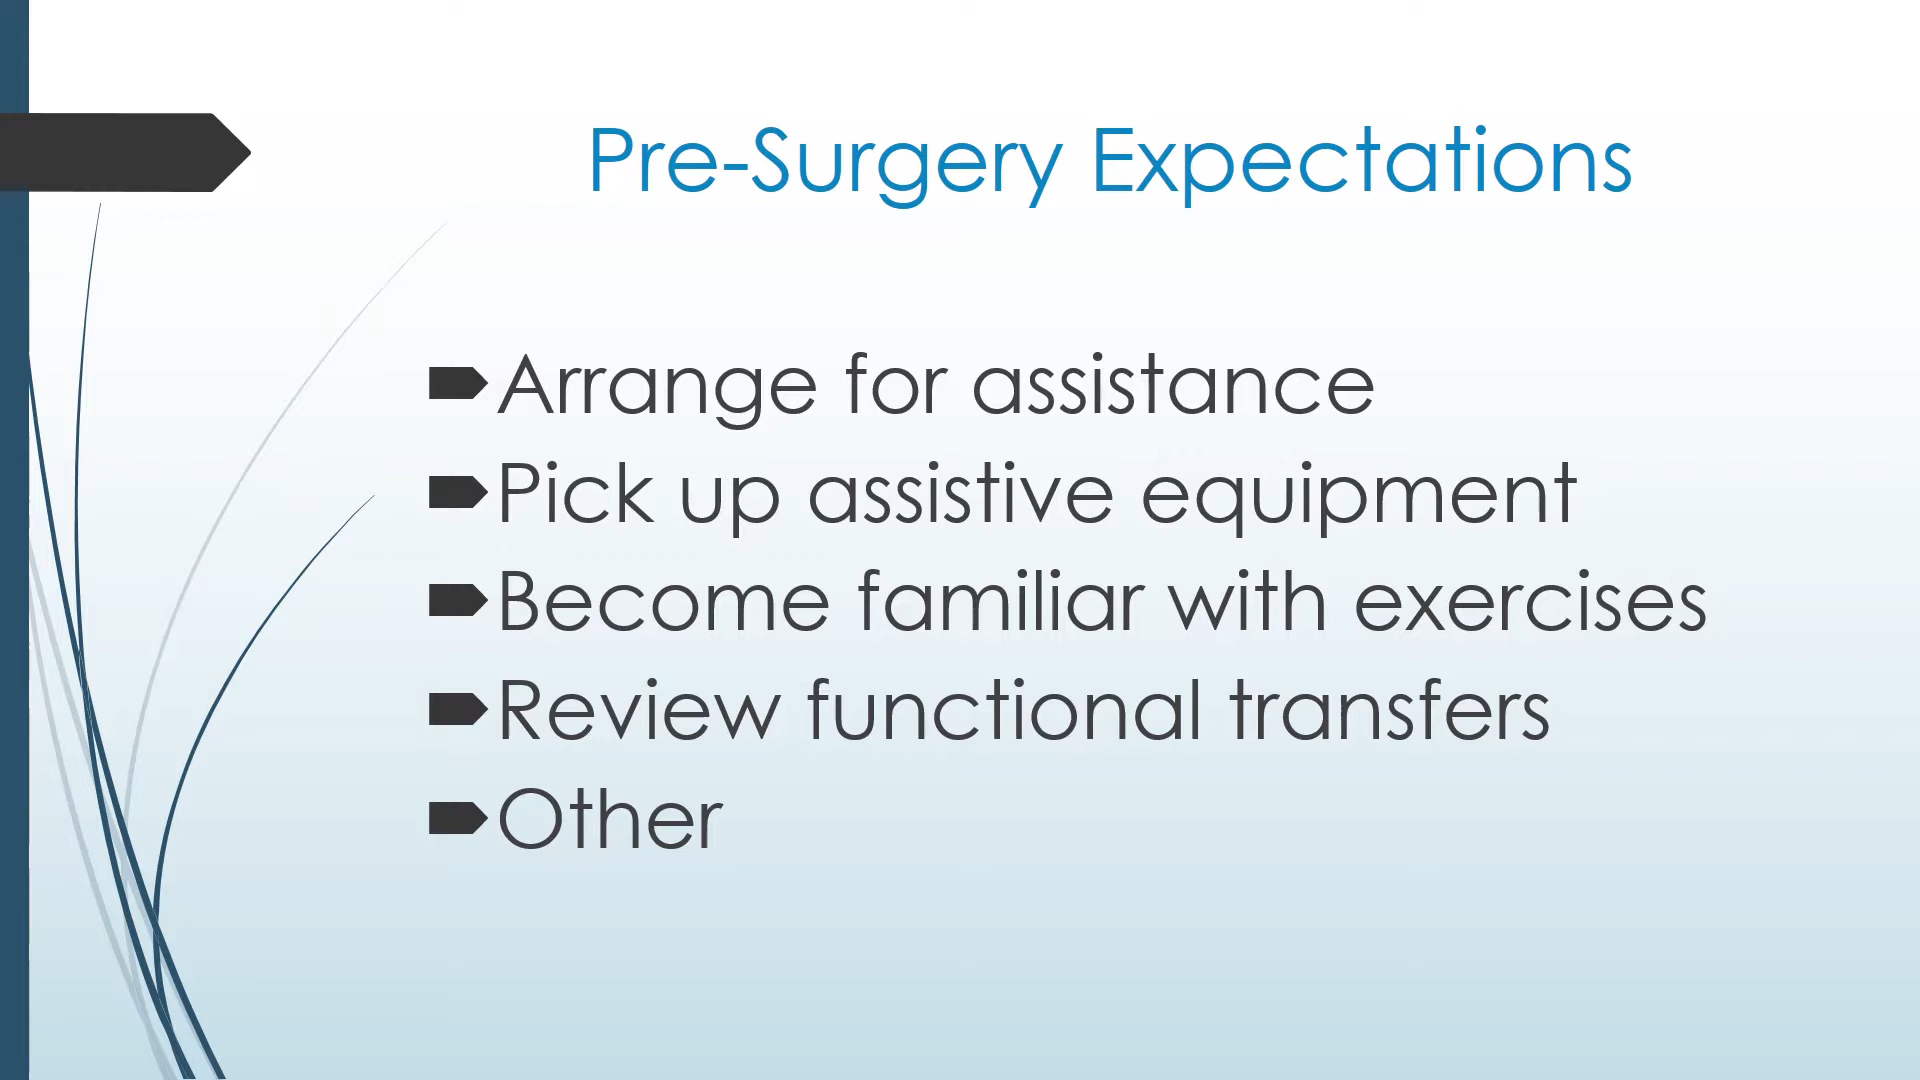 Pre-Surgery Expectations
Arrange for assistance
Pick up assistive equipment
Become familiar with exercises
Review functional transfers
Other